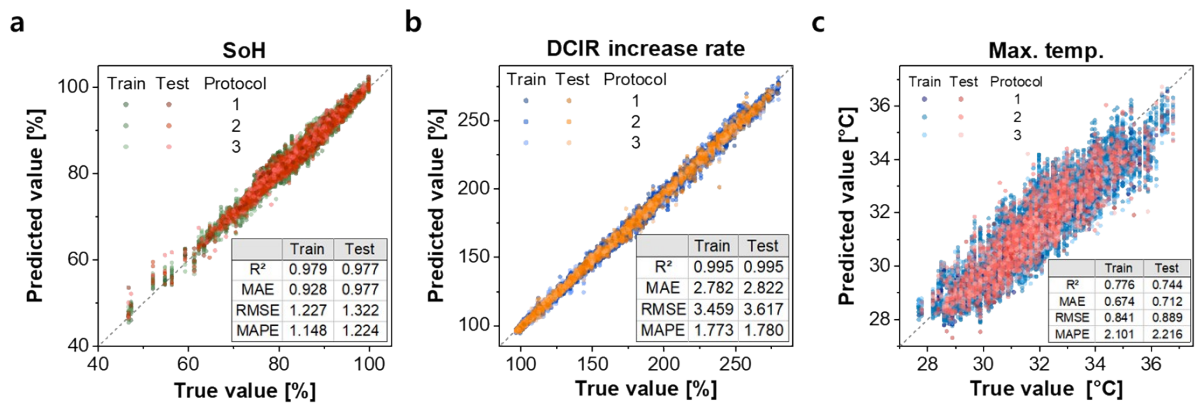 a
SoH
Predicted value [%]
100
80
60
40
40 60 80 100
True value [%]
Train Test Protocol
1
2
3
Train Test
R² 0.979 0.977
MAE 0.928 0.977
RMSE 1.227 1.322
MAPE 1.148 1.224
b
DCIR increase rate
Predicted value [%]
250
200
150
100
100 150 200 250
True value [%]
Train Test Protocol
1
2
3
Train Test
R² 0.995 0.995
MAE 2.782 2.822
RMSE 3.459 3.617
MAPE 1.773 1.780
c
Max. temp.
Predicted value [°C]
36
34
32
30
28
28 30 32 34 36
True value [°C]
Train Test Protocol
1
2
3
Train Test
R² 0.776 0.744
MAE 0.674 0.712
RMSE 0.841 0.889
MAPE 2.101 2.216